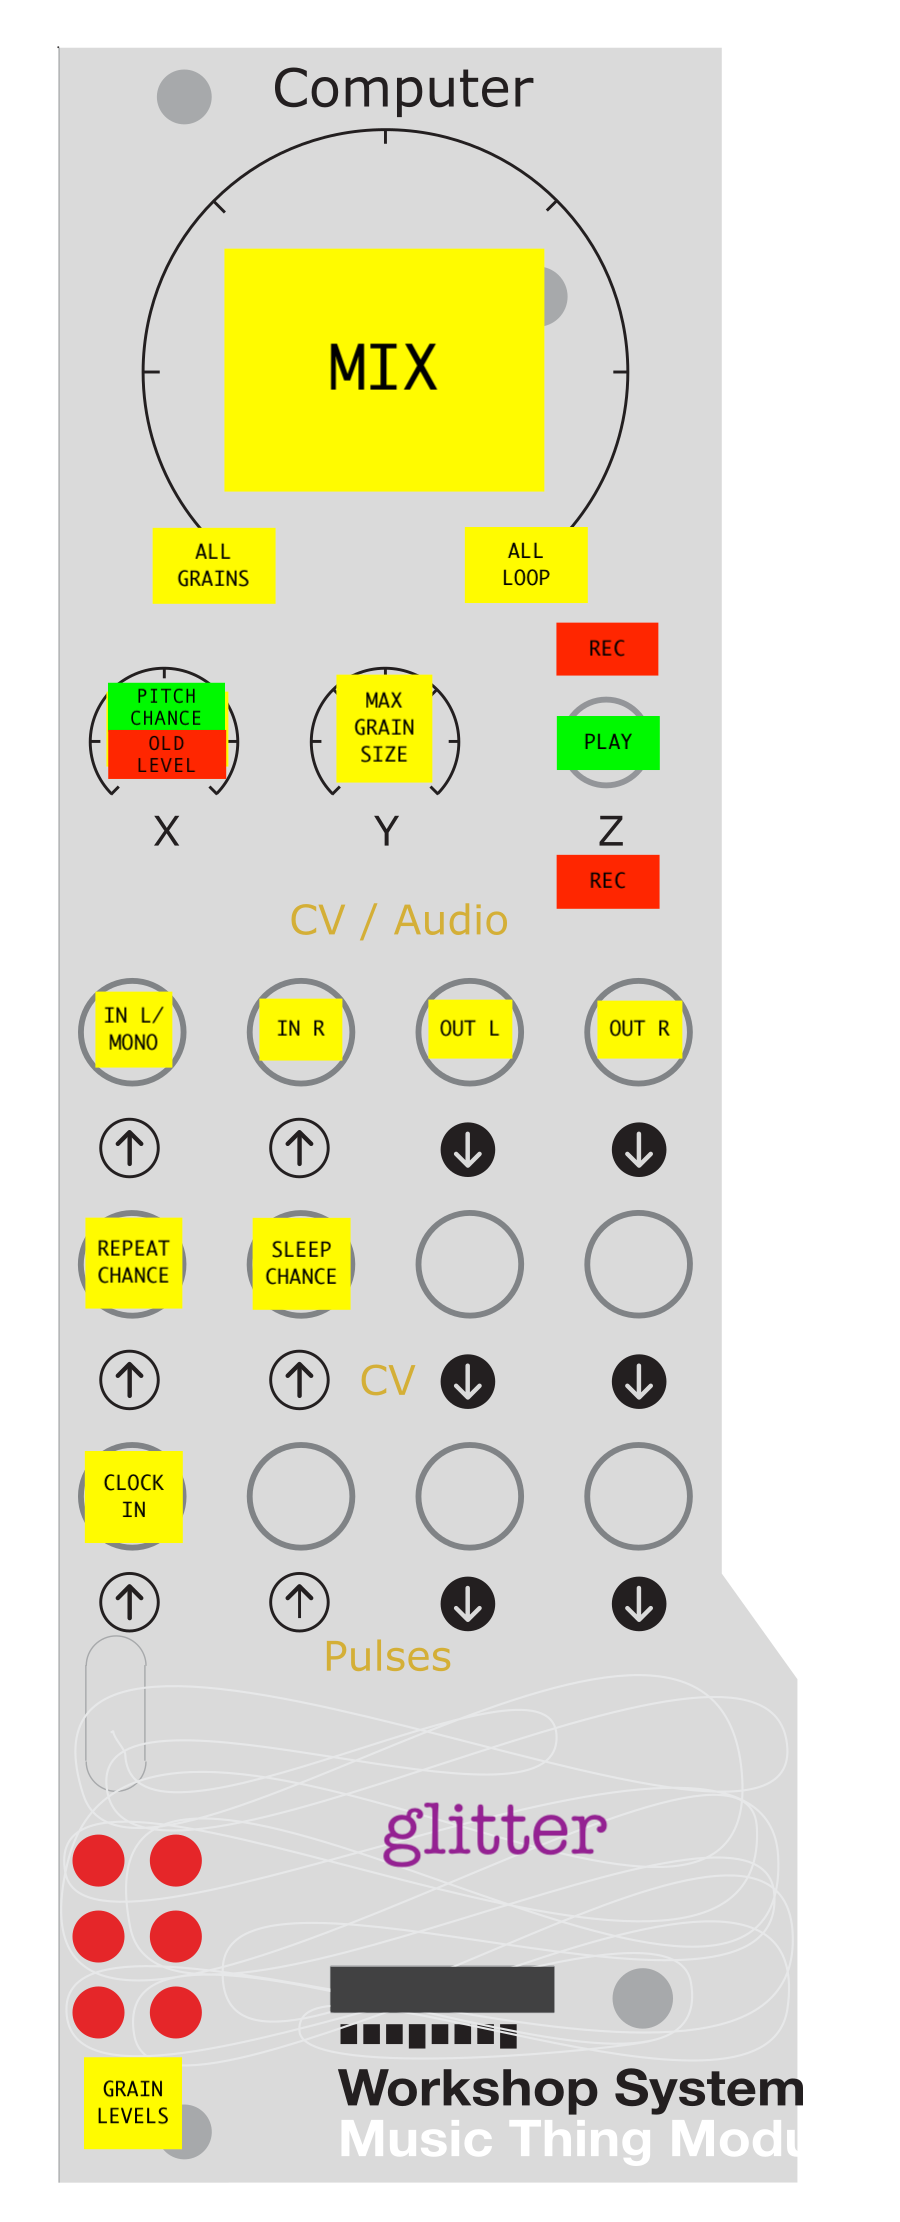 Computer
MIX
ALL
GRAINS
ALL
LOOP
REC
PITCH
CHANCE
OLD
LEVEL
MAX
GRAIN
SIZE
PLAY
X
Y
Z
REC
CV / Audio
IN L/
MONO
IN R
OUT L
OUT R
REPEAT
CHANCE
SLEEP
CHANCE
CV
CLOCK
IN
Pulses
glitter
GRAIN
LEVELS
Workshop System
Music Thing Modu